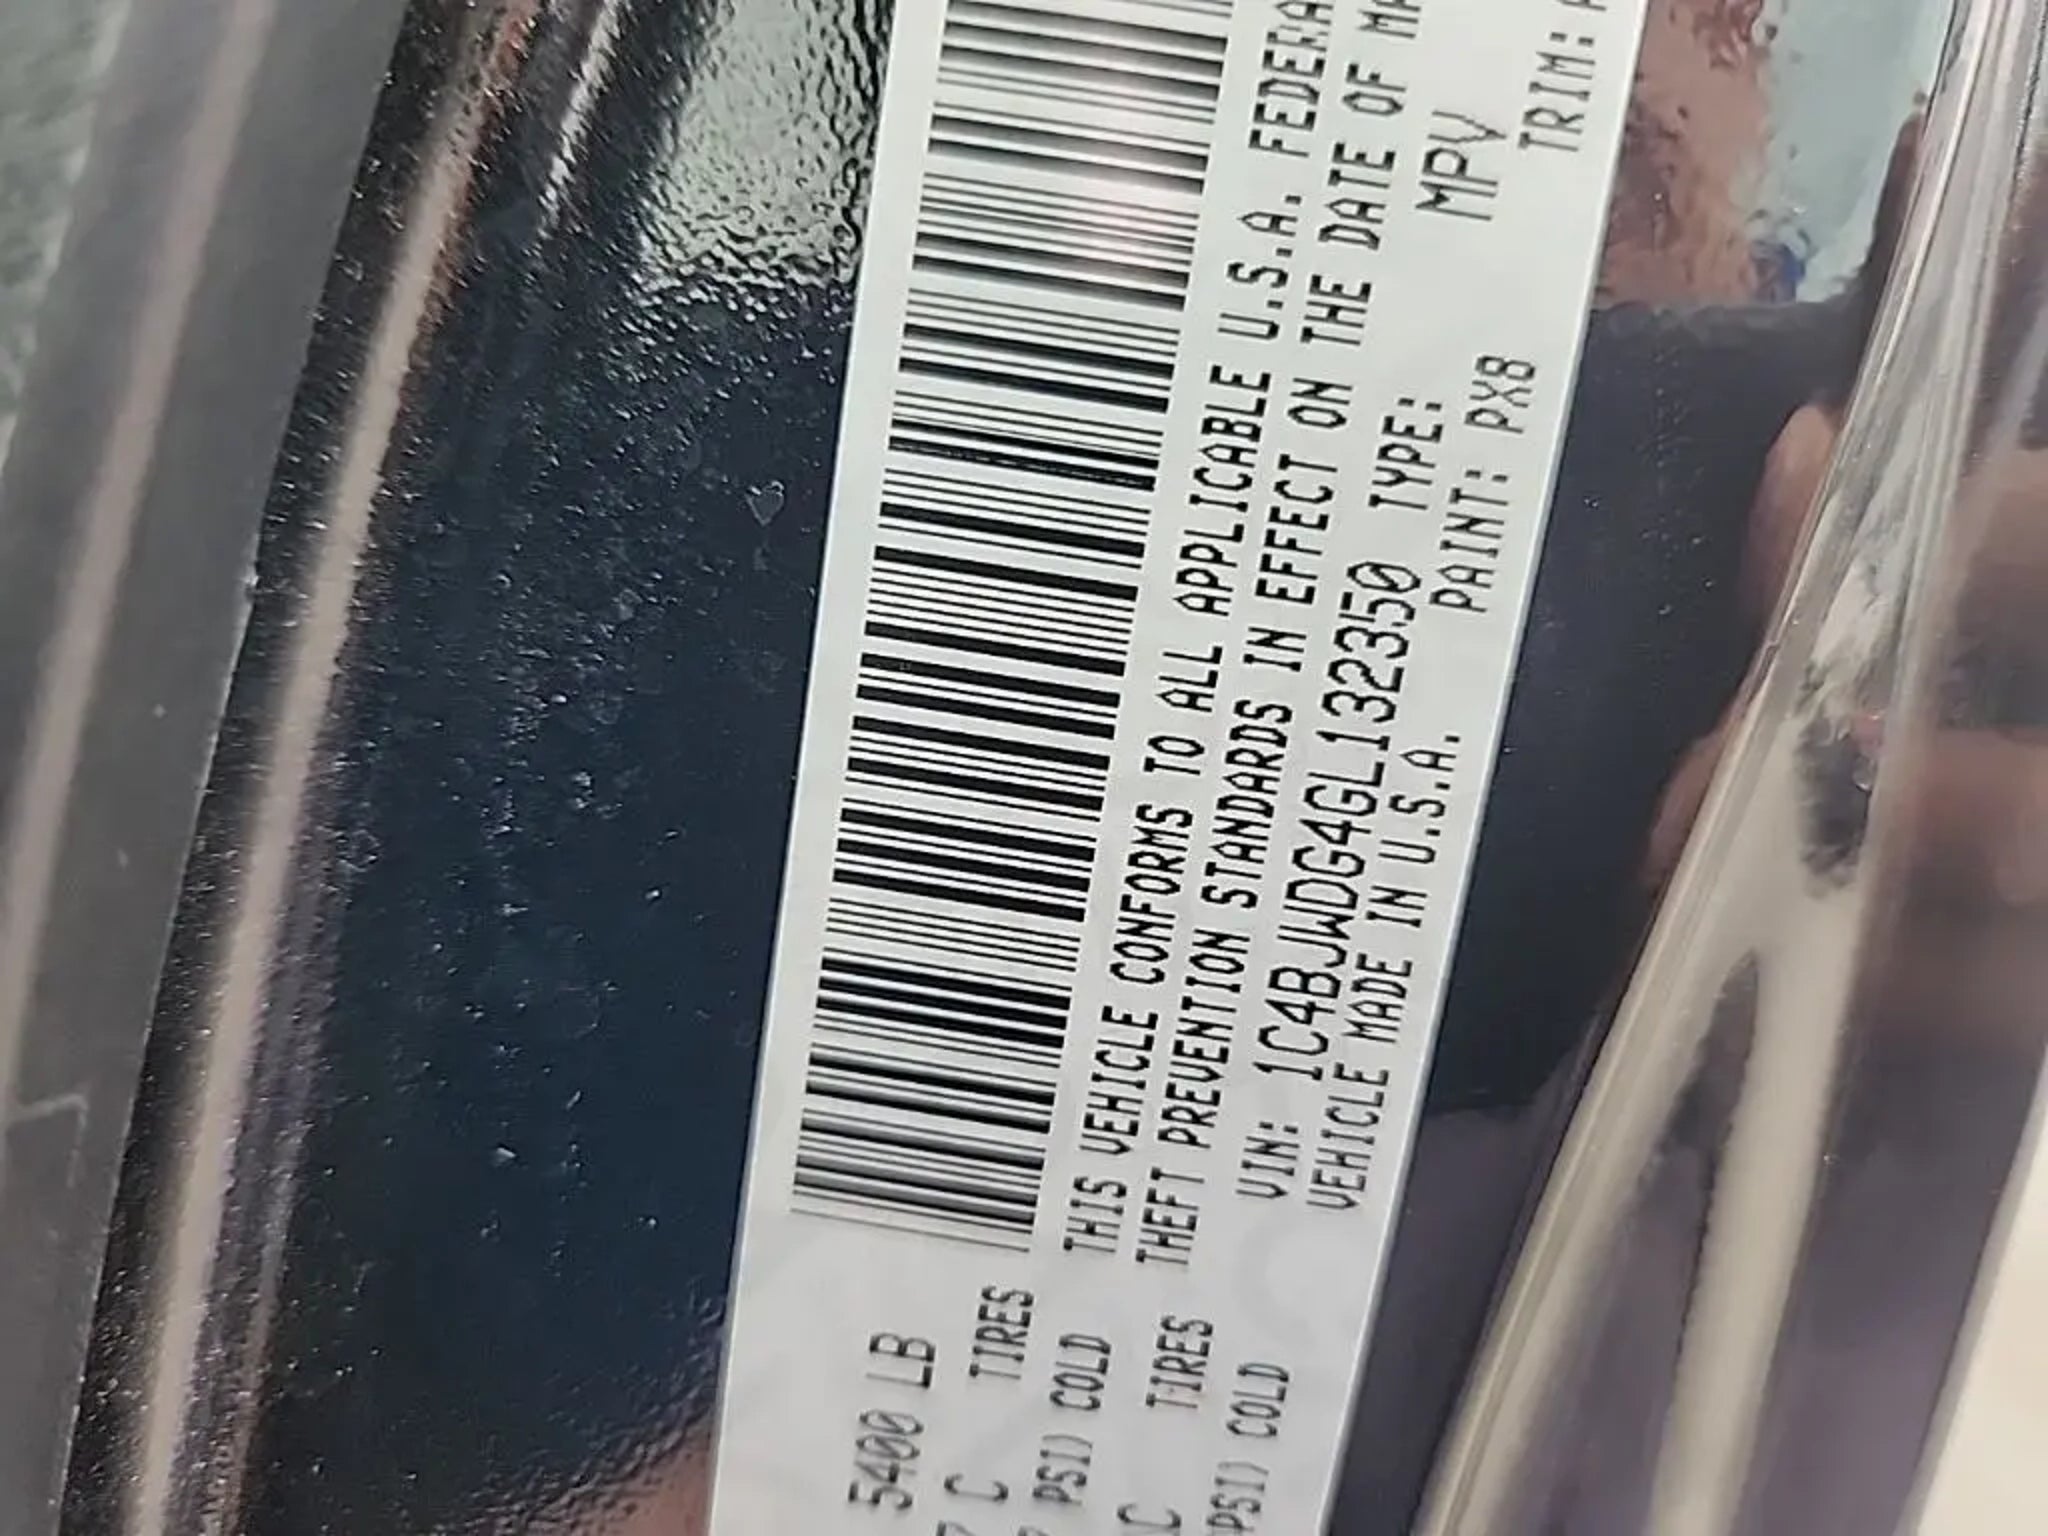 5400 LB
C TIRES
PSI) COLD
TIRES
PSI) COLD
THIS VEHICLE CONFORMS TO ALL APPLICABLE U.S.A. FEDERA
THEFT PREVENTION STANDARDS IN EFFECT ON THE DATE OF MA
VIN: 1C4BJWDG4GL132350 TYPE: MPV
VEHICLE MADE IN U.S.A. PAINT: PX8 TRIM: